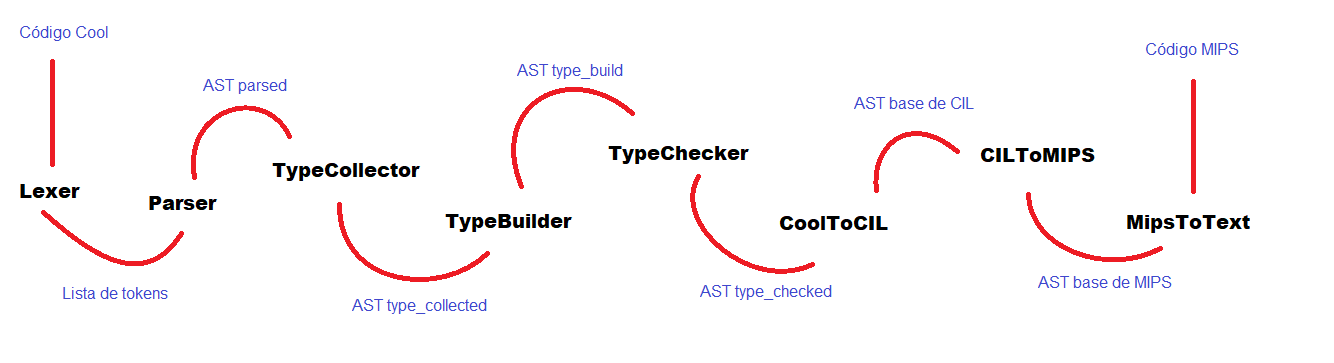 Código Cool
Lexer
Lista de tokens
Parser
AST parsed
TypeCollector
AST type_collected
TypeBuilder
AST type_build
TypeChecker
AST type_checked
CoolToCIL
AST base de CIL
CILToMIPS
AST base de MIPS
MipsToText
Código MIPS